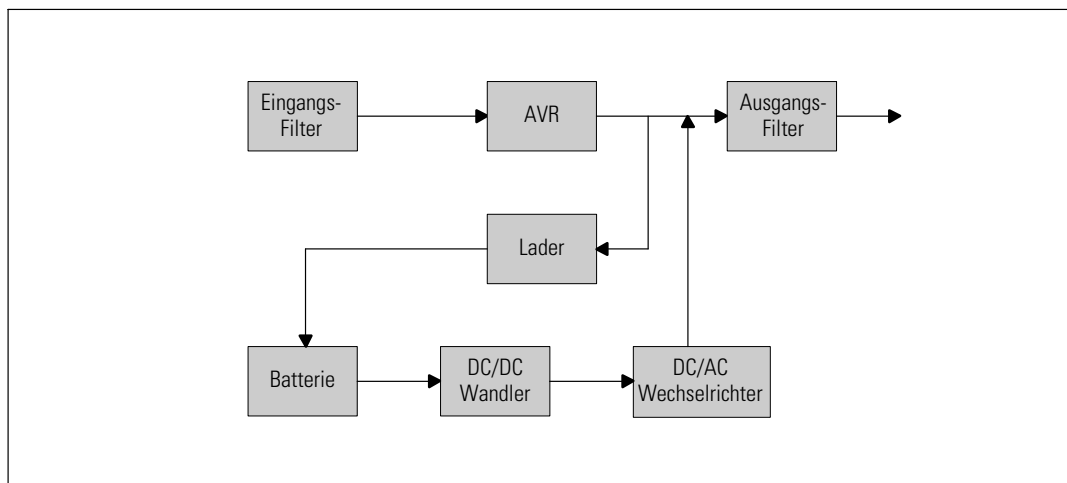 Eingangs-
Filter
AVR
Ausgangs-
Filter
Lader
Batterie
DC/DC
Wandler
DC/AC
Wechselrichter